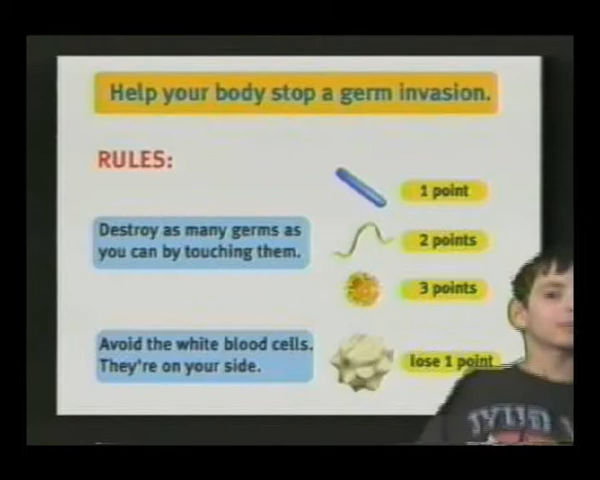 Help your body stop a germ invasion.
RULES:
1 point
Destroy as many germs as
you can by touching them.
2 points
3 points
Avoid the white blood cells.
They're on your side.
lose 1 point